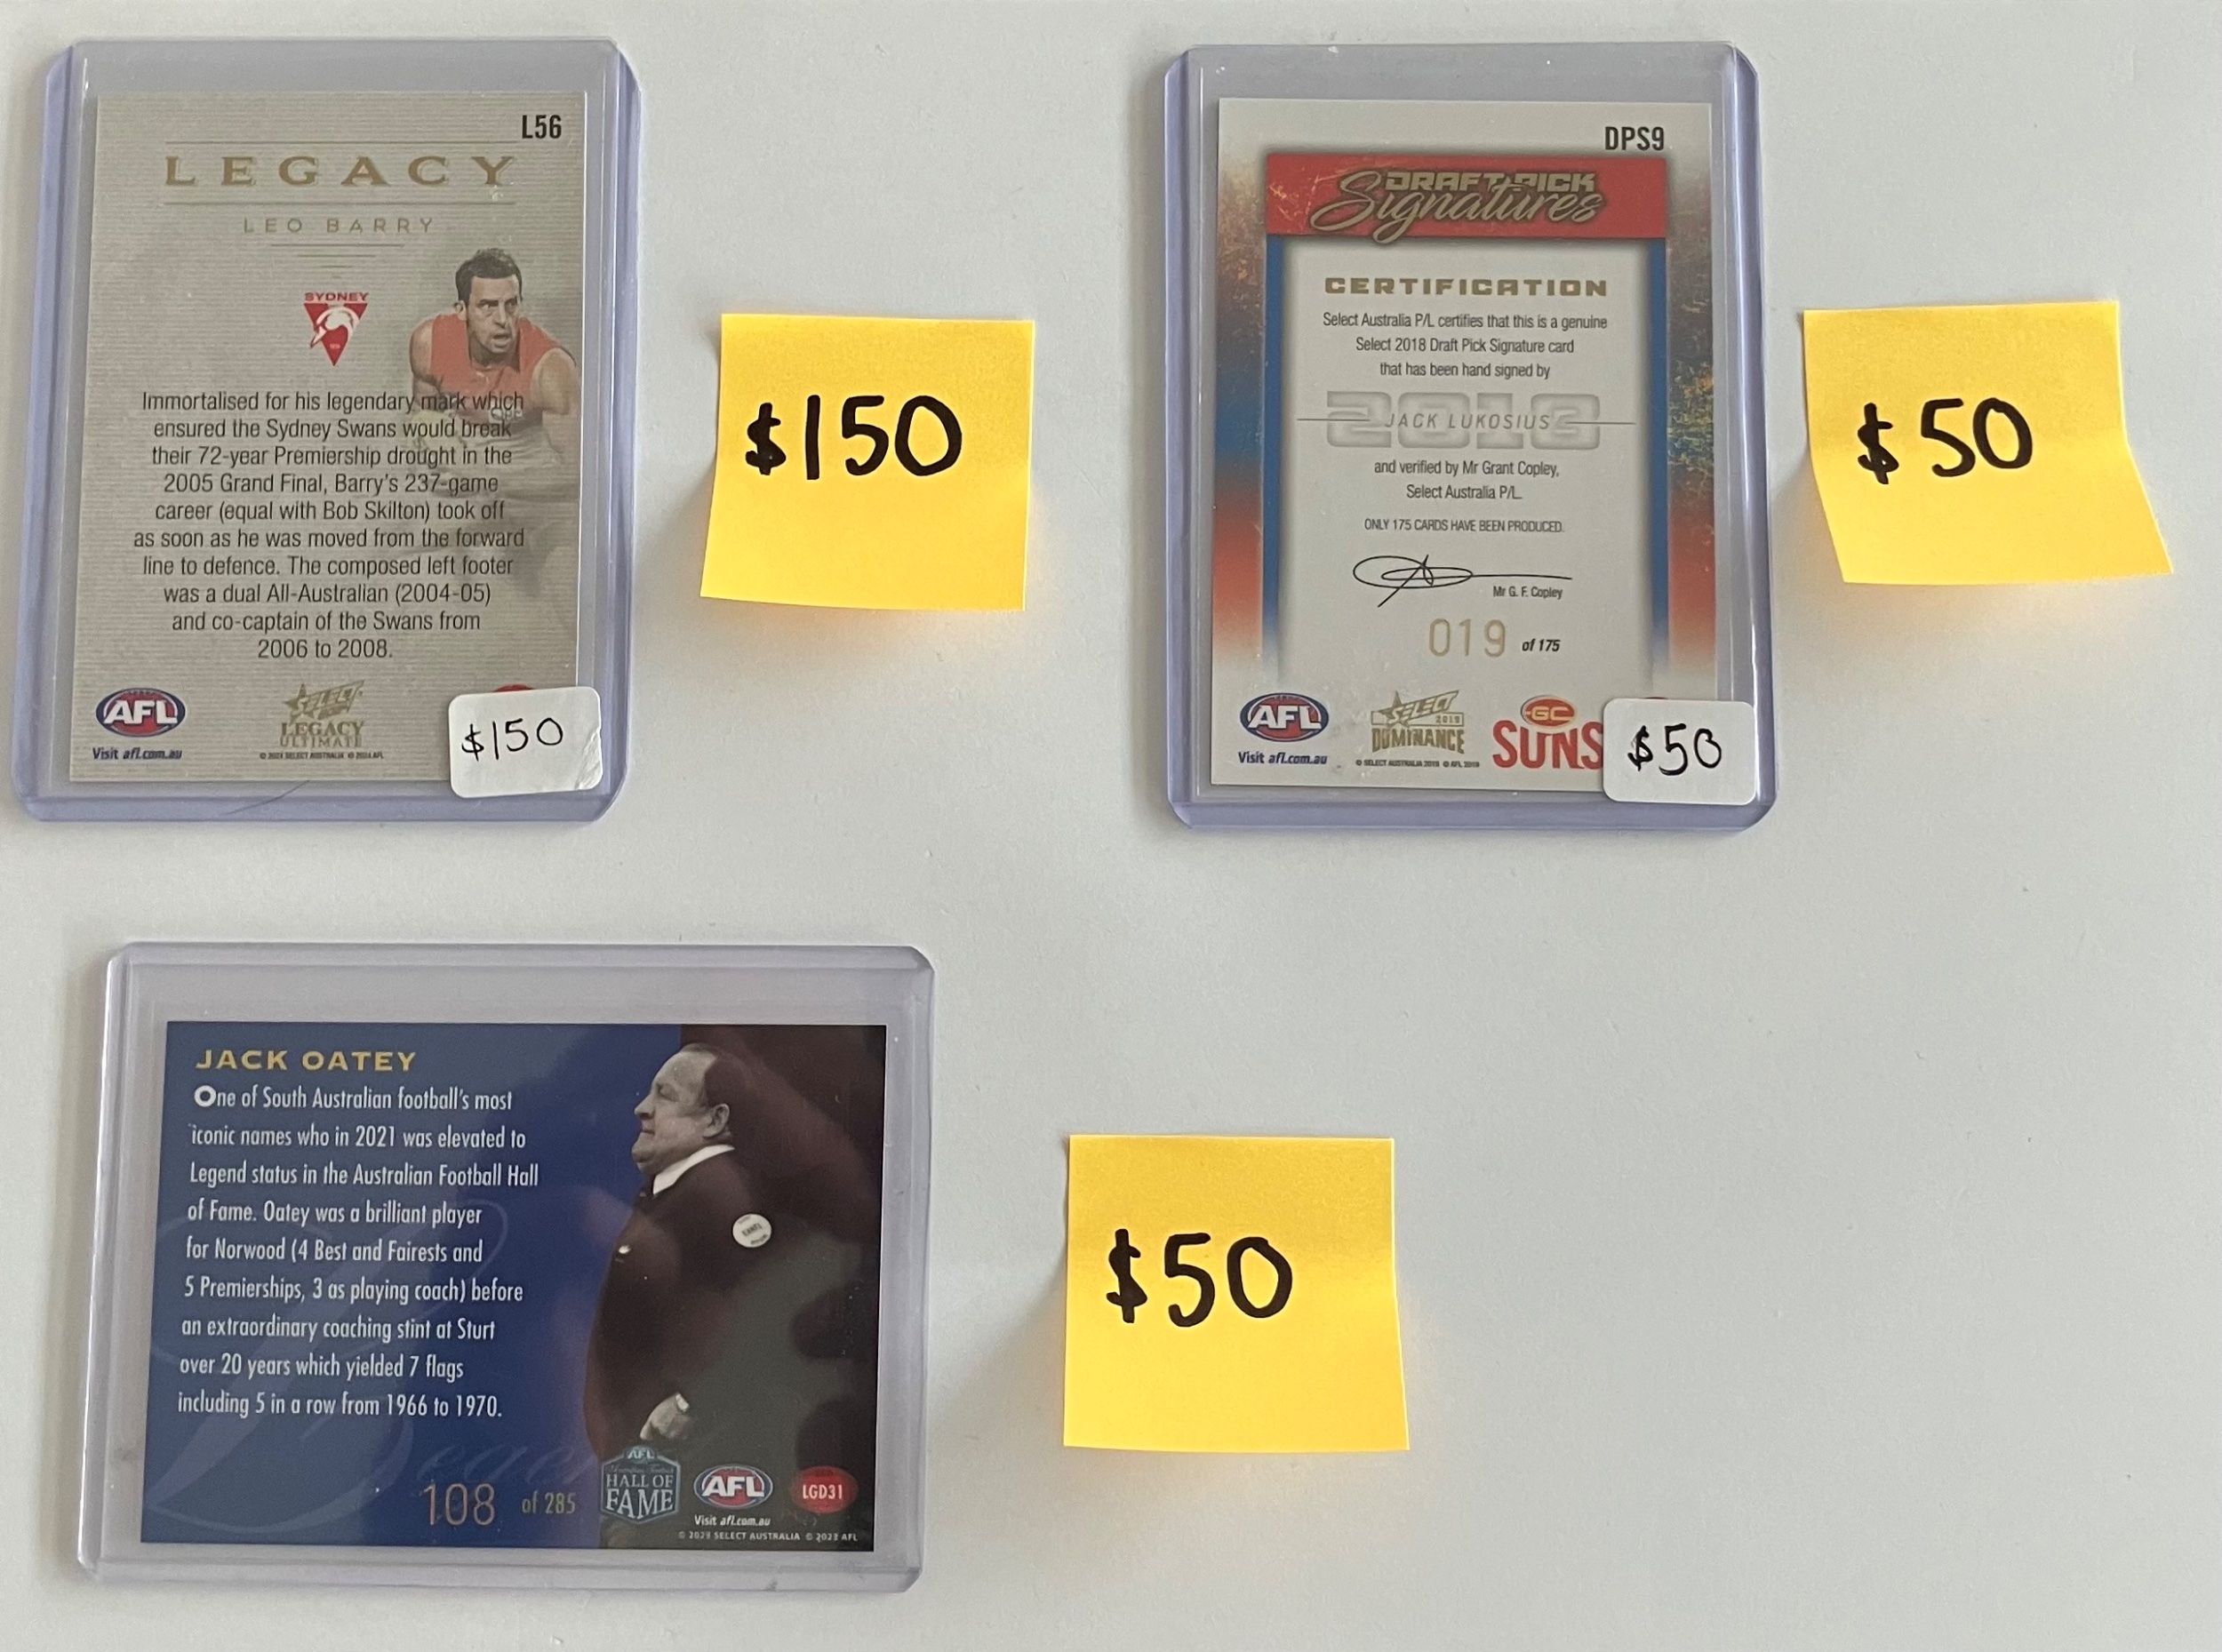 L56
LEGACY
LEO BARRY
SYDNEY
Immortalised for his legendary mark which
ensured the Sydney Swans would break
their 72-year Premiership drought in the
2005 Grand Final, Barry's 237-game
career (equal with Bob Skilton) took off
as soon as he was moved from the forward
line to defence. The composed left footer
was a dual All-Australian (2004-05)
and co-captain of the Swans from
2006 to 2008.
AFL
Visit afl.com.au
SELECT
LEGACY
ULTIMATE
SELECT AUSTRALIA
$150
$150
DPS9
DRAFT PICK
Signatures
CERTIFICATION
Select Australia P/L certifies that this is a genuine
Select 2018 Draft Pick Signature card
that has been hand signed by
2018
JACK LUKOSIUS
and verified by Mr Grant Copley,
Select Australia P/L.
ONLY 175 CARDS HAVE BEEN PRODUCED.
Mr G. F. Copley
019 of 175
AFL
Visit afl.com.au
SELECT
2019
DOMINANCE
© SELECT AUSTRALIA 2019 © AFL 2019
GC
SUNS
$50
$50
JACK OATEY
One of South Australian football's most
iconic names who in 2021 was elevated to
Legend status in the Australian Football Hall
of Fame. Oatey was a brilliant player
for Norwood (4 Best and Fairests and
5 Premierships, 3 as playing coach) before
an extraordinary coaching stint at Sturt
over 20 years which yielded 7 flags
including 5 in a row from 1966 to 1970.
108 of 285
AFL
HALL OF
FAME
AFL
Visit afl.com.au
LGD31
© 2023 SELECT AUSTRALIA © 2023 AFL
$50